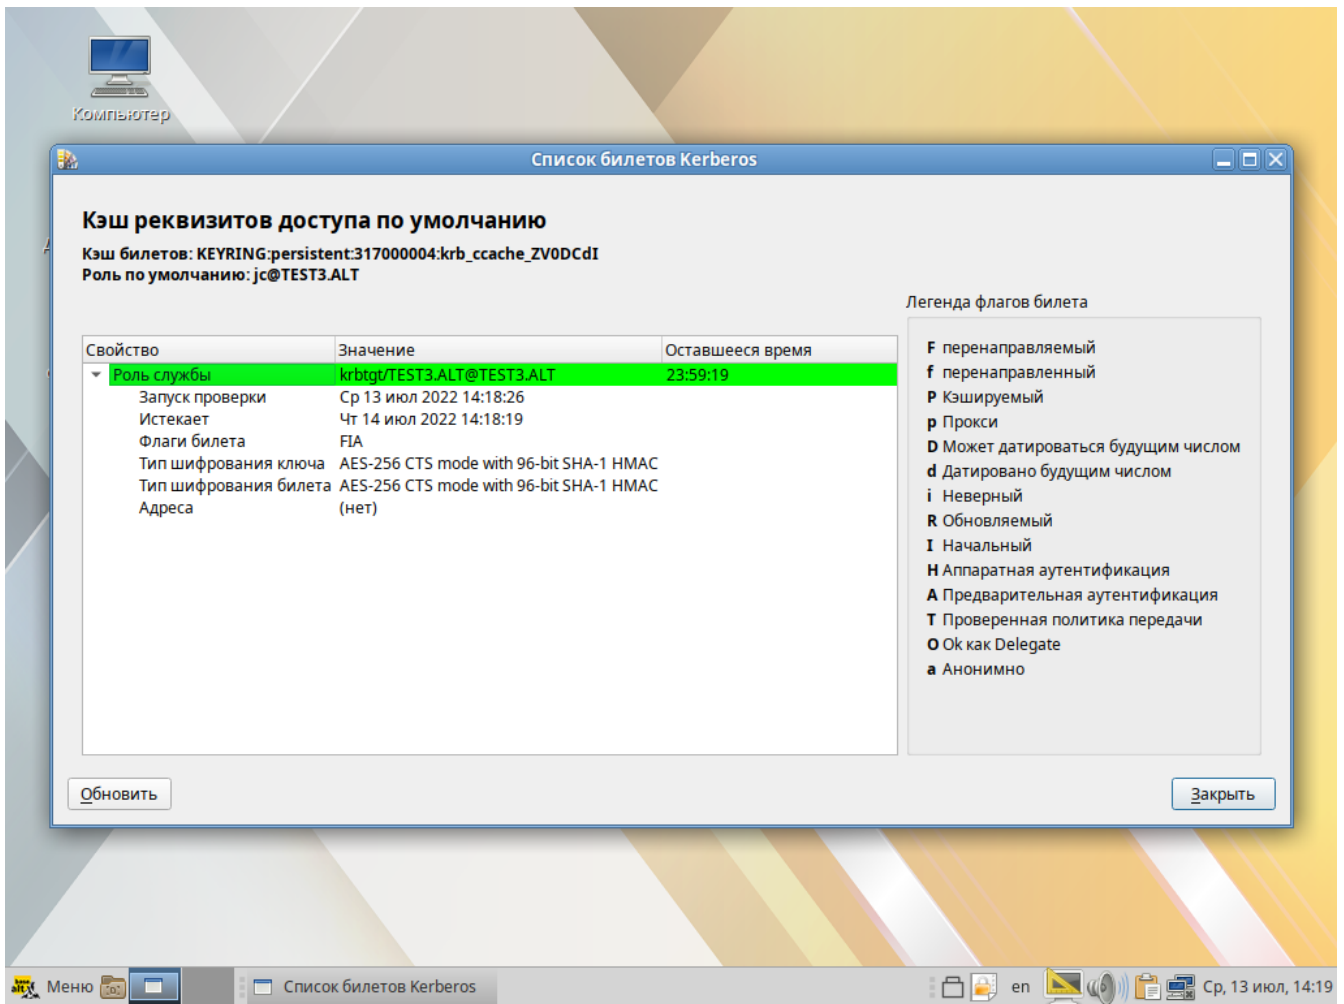 Компьютер
Список билетов Kerberos
Кэш реквизитов доступа по умолчанию
Кэш билетов: KEYRING:persistent:317000004:krb_ccache_ZV0DCdI
Роль по умолчанию: jc@TEST3.ALT
Легенда флагов билета
Свойство Значение Оставшееся время
Роль службы krbtgt/TEST3.ALT@TEST3.ALT 23:59:19
Запуск проверки Ср 13 июл 2022 14:18:26
Истекает Чт 14 июл 2022 14:18:19
Флаги билета FIA
Тип шифрования ключа AES-256 CTS mode with 96-bit SHA-1 HMAC
Тип шифрования билета AES-256 CTS mode with 96-bit SHA-1 HMAC
Адреса (нет)
F перенаправляемый
f перенаправленный
P Кэшируемый
p Прокси
D Может датироваться будущим числом
d Датировано будущим числом
i Неверный
R Обновляемый
I Начальный
H Аппаратная аутентификация
A Предварительная аутентификация
T Проверенная политика передачи
O Ok как Delegate
a Анонимно
Обновить
Закрыть
Меню
Список билетов Kerberos
en
Ср, 13 июл, 14:19